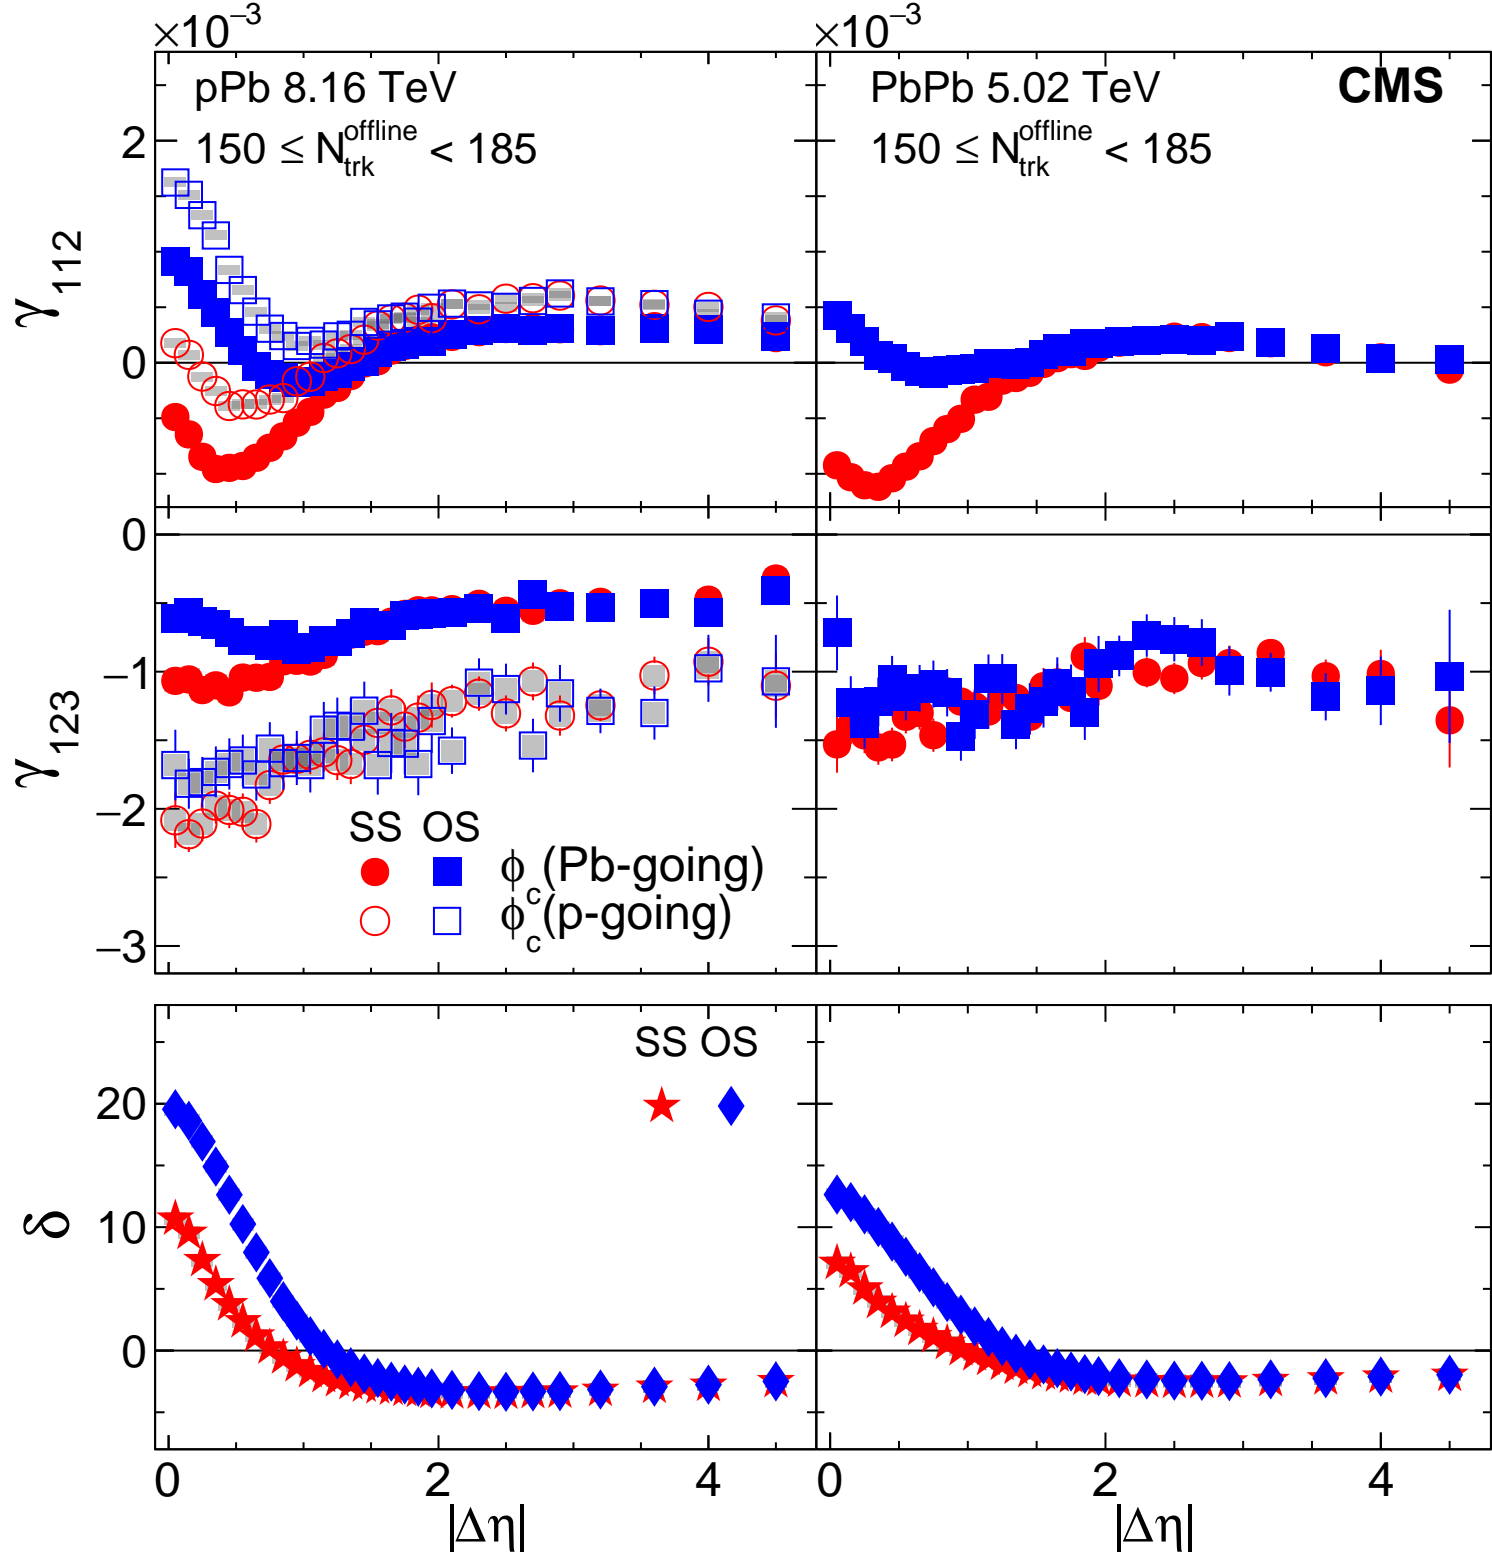 ×10⁻³
×10⁻³
pPb 8.16 TeV
150 ≤ N_trk^offline < 185
PbPb 5.02 TeV
CMS
150 ≤ N_trk^offline < 185
γ₁₁₂
2
0
γ₁₂₃
0
−1
−2
−3
SS OS
ϕ_c(Pb-going)
ϕ_c(p-going)
δ
20
10
0
SS OS
0 2 4
0 2 4
|Δη|
|Δη|